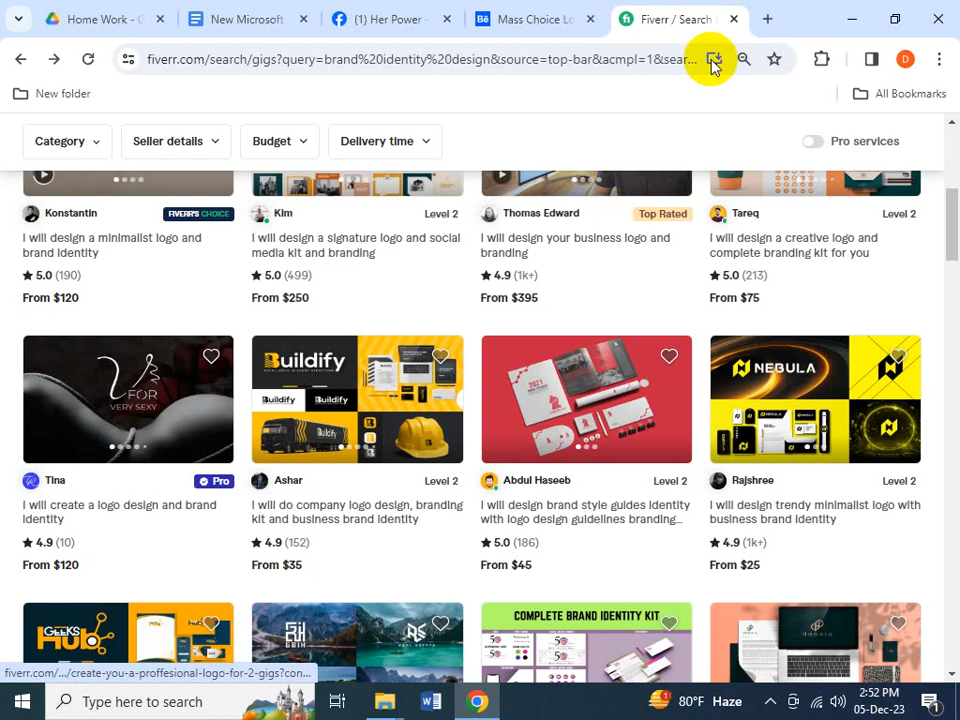 Home Work - G
New Microsoft
(1) Her Power -
Mass Choice Lo
Fiverr / Search
fiverr.com/search/gigs?query=brand%20identity%20design&source=top-bar&acmpl=1&sear...
D
New folder
All Bookmarks
Category
Seller details
Budget
Delivery time
Pro services
Konstantin
FIVERR'S CHOICE
Kim
Level 2
Thomas Edward
Top Rated
Tareq
Level 2
I will design a minimalist logo and
brand identity
I will design a signature logo and social
media kit and branding
I will design your business logo and
branding
I will design a creative logo and
complete branding kit for you
5.0 (190)
5.0 (499)
4.9 (1k+)
5.0 (213)
From $120
From $250
From $395
From $75
FOR
VERY SEXY
Buildify
Buildify
Buildify
Buildify
2021
NEBULA
Tina
Pro
Ashar
Level 2
Abdul Haseeb
Level 2
Rajshree
Level 2
I will create a logo design and brand
identity
I will do company logo design, branding
kit and business brand identity
I will design brand style guides identity
with logo design guidelines branding...
I will design trendy minimalist logo with
business brand identity
4.9 (10)
4.9 (152)
5.0 (186)
4.9 (1k+)
From $120
From $35
From $45
From $25
GEEKS
HUB
COMPLETE BRAND IDENTITY KIT
fiverr.com/.../create-you-a-proffesional-logo-for-2-gigs?con...
Type here to search
80°F Haze
2:52 PM
05-Dec-23
1